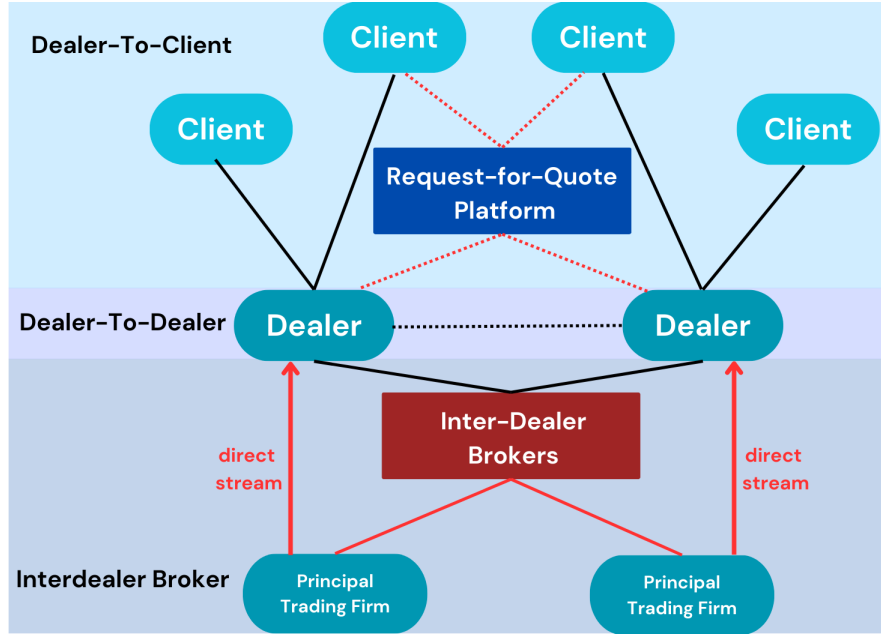 Dealer-To-Client
Client
Client
Client
Client
Request-for-Quote
Platform
Dealer-To-Dealer
Dealer
Dealer
Inter-Dealer
Brokers
direct
stream
direct
stream
Interdealer Broker
Principal
Trading Firm
Principal
Trading Firm